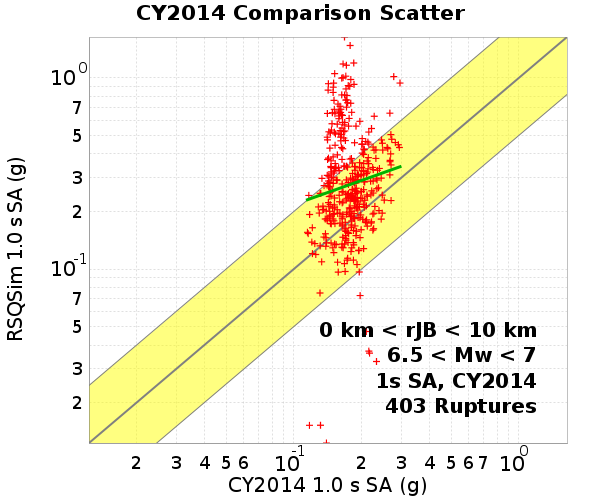 CY2014 Comparison Scatter
RSQSim 1.0 s SA (g)
10^0
7
5
3
2
10^-1
7
5
3
2
0 km < rJB < 10 km
6.5 < Mw < 7
1s SA, CY2014
403 Ruptures
2 3 4 5 6 10^-1 2 3 4 5 6 7 10^0
CY2014 1.0 s SA (g)